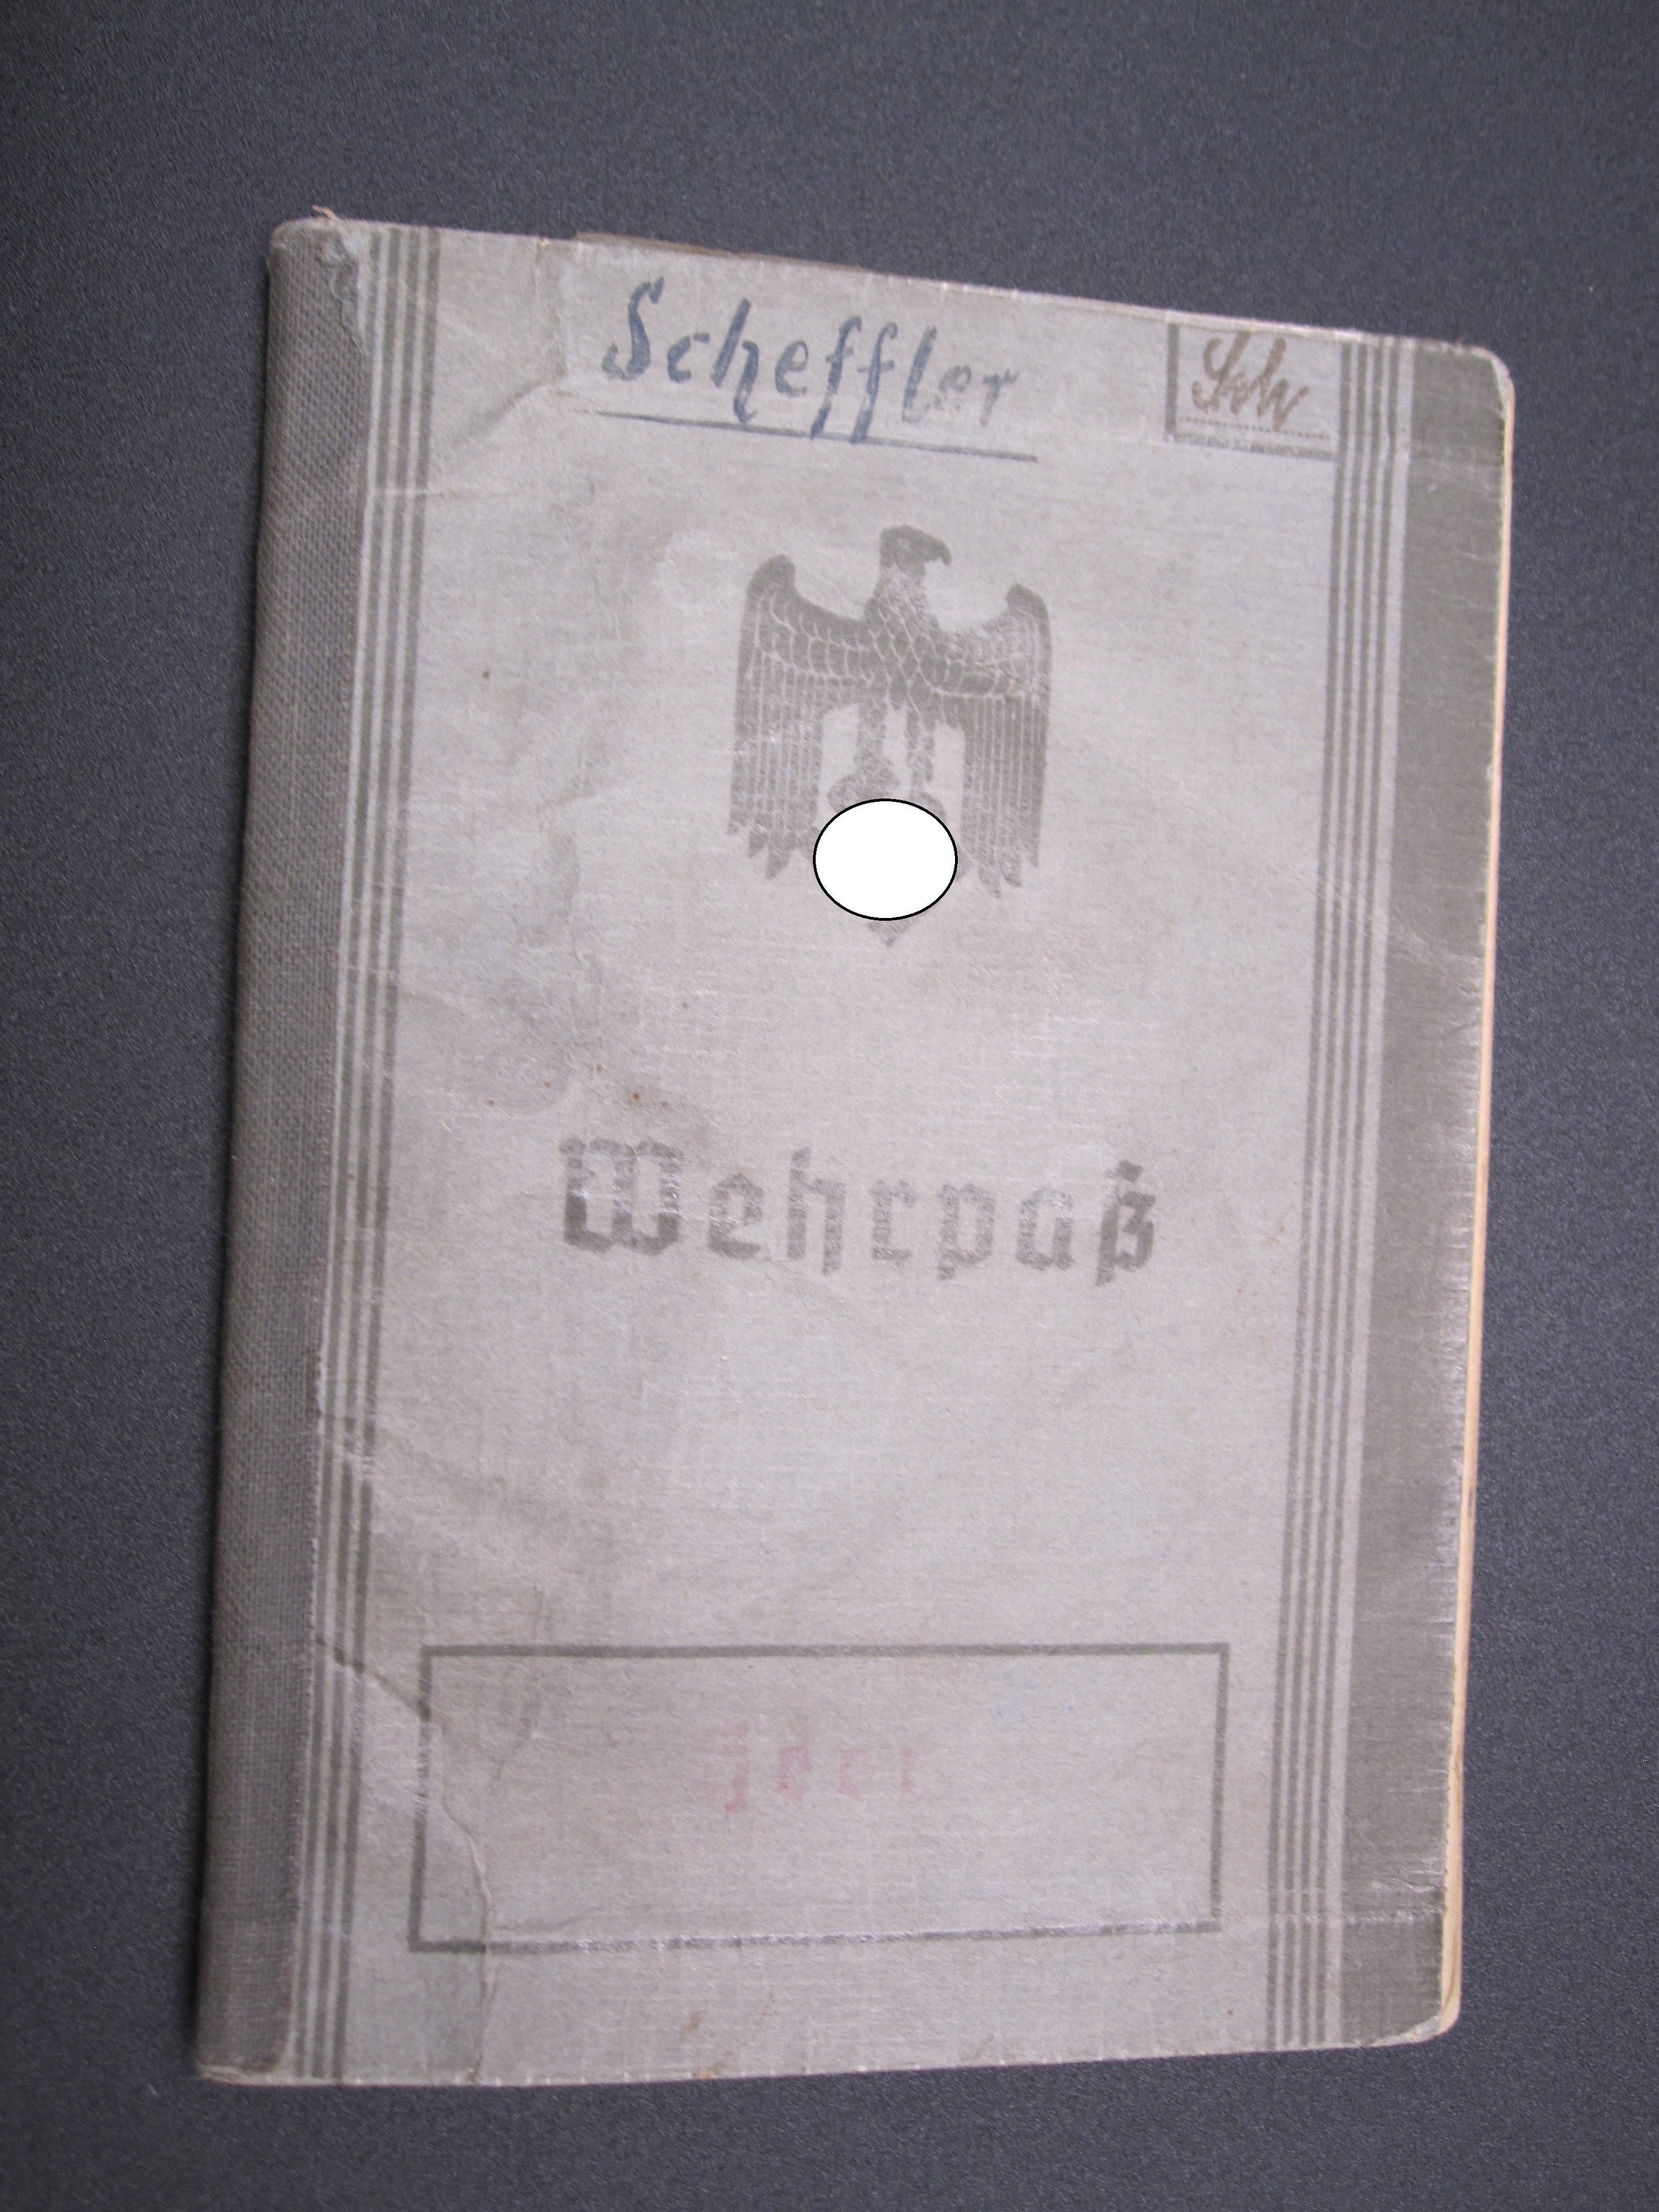 Scheffler
Sch
Wehrpaß
Heer